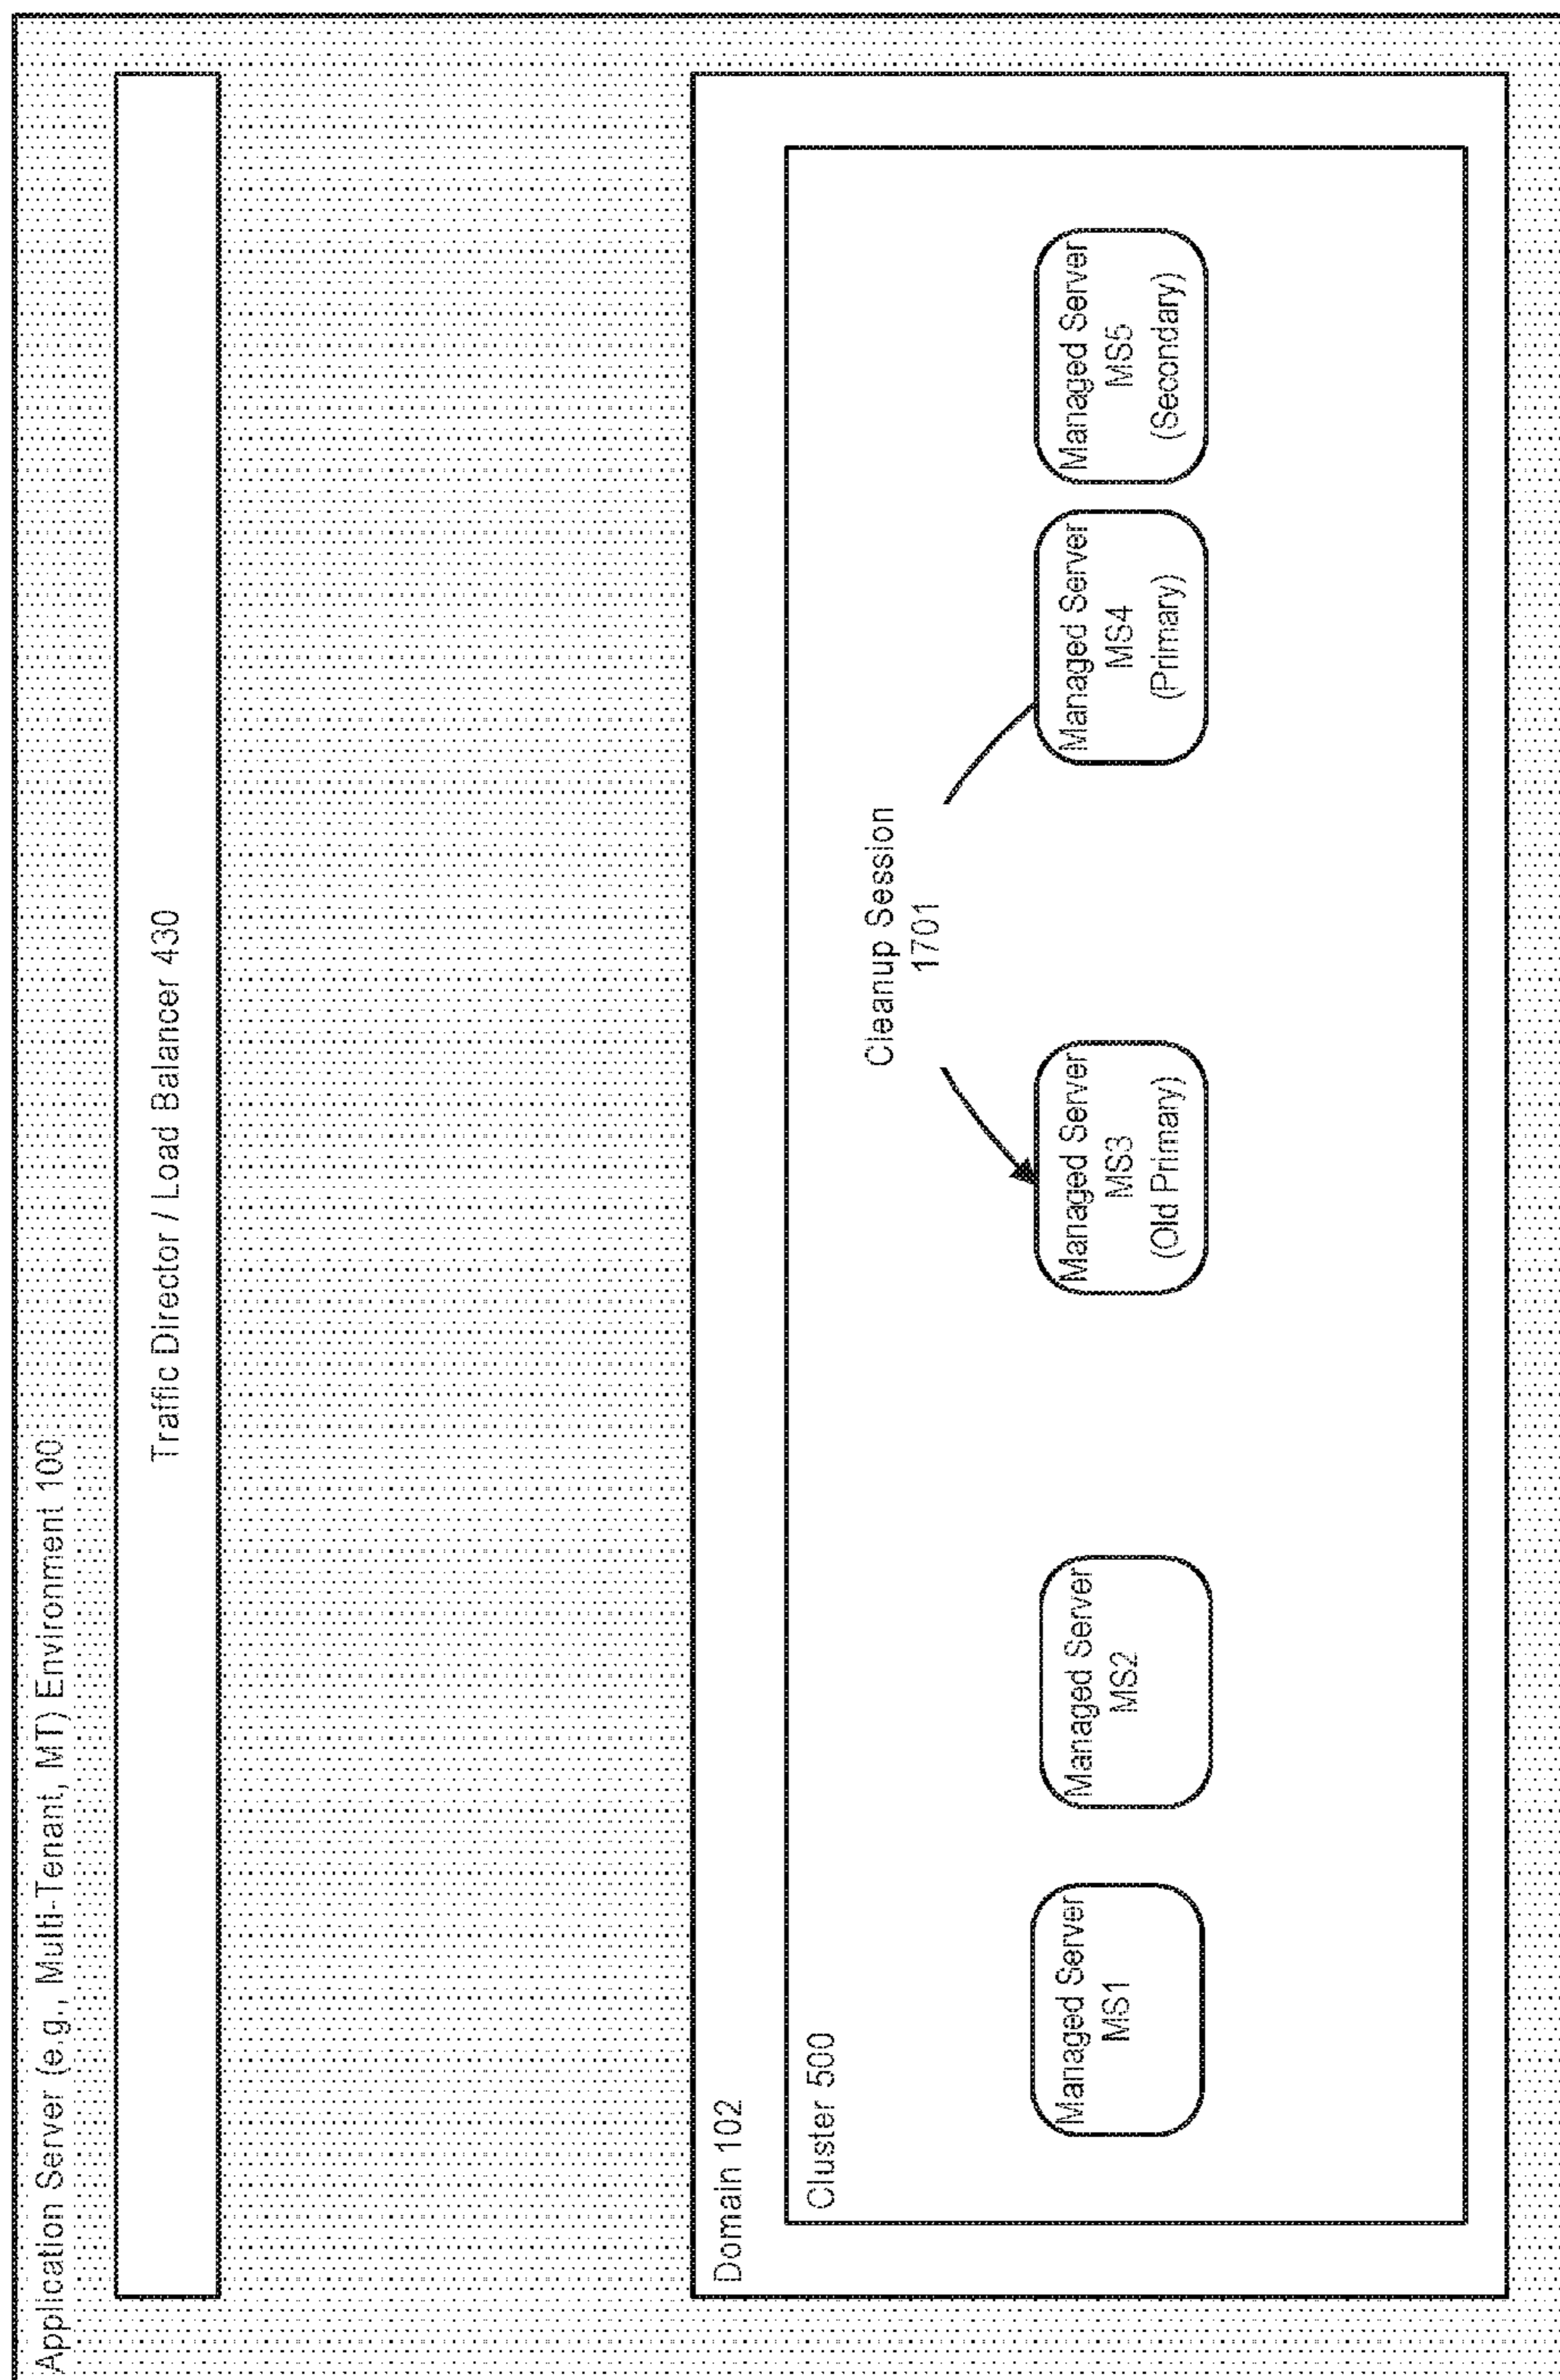 Application Server (e.g., Multi-Tenant, MT) Environment 100
Traffic Director / Load Balancer 430
Domain 102
Cluster 500
Cleanup Session
1701
Managed Server
MS1
Managed Server
MS2
Managed Server
MS3
(Old Primary)
Managed Server
MS4
(Primary)
Managed Server
MS5
(Secondary)